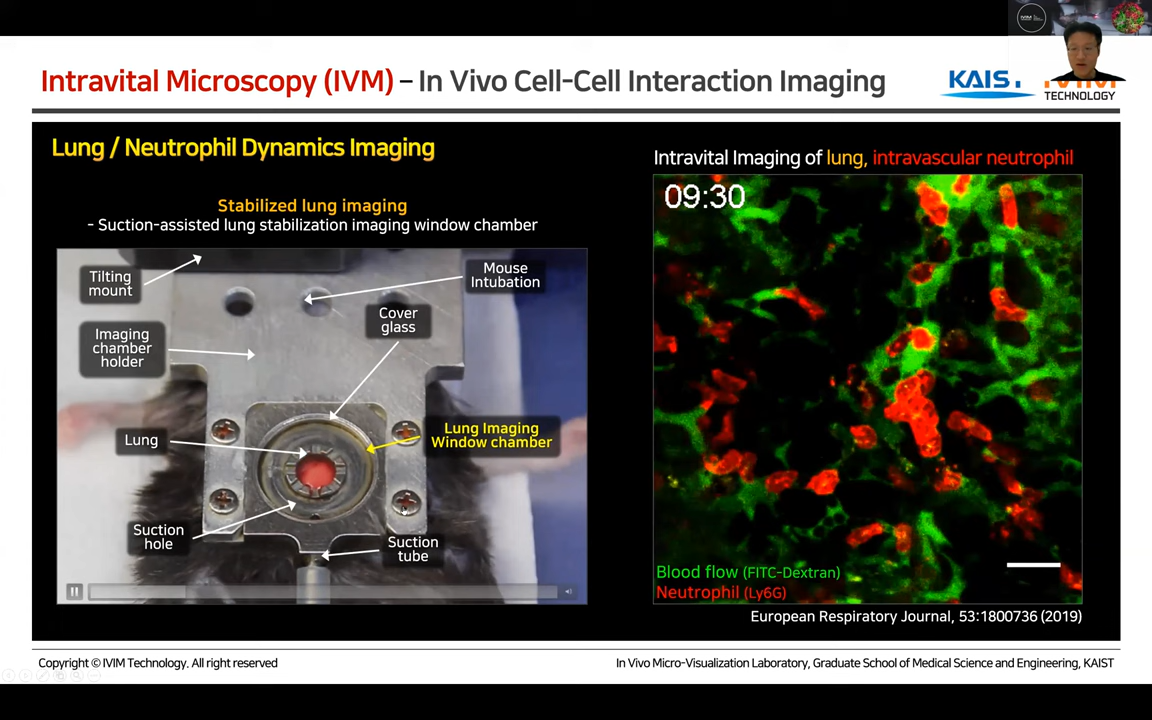 Intravital Microscopy (IVM) – In Vivo Cell-Cell Interaction Imaging
KAIST
TECHNOLOGY
Lung / Neutrophil Dynamics Imaging
Stabilized lung imaging
- Suction-assisted lung stabilization imaging window chamber
Tilting
mount
Mouse
Intubation
Cover
glass
Imaging
chamber
holder
Lung
Lung Imaging
Window chamber
Suction
hole
Suction
tube
Intravital Imaging of lung, intravascular neutrophil
09:30
Blood flow (FITC-Dextran)
Neutrophil (Ly6G)
European Respiratory Journal, 53:1800736 (2019)
Copyright © IVIM Technology. All right reserved
In Vivo Micro-Visualization Laboratory, Graduate School of Medical Science and Engineering, KAIST